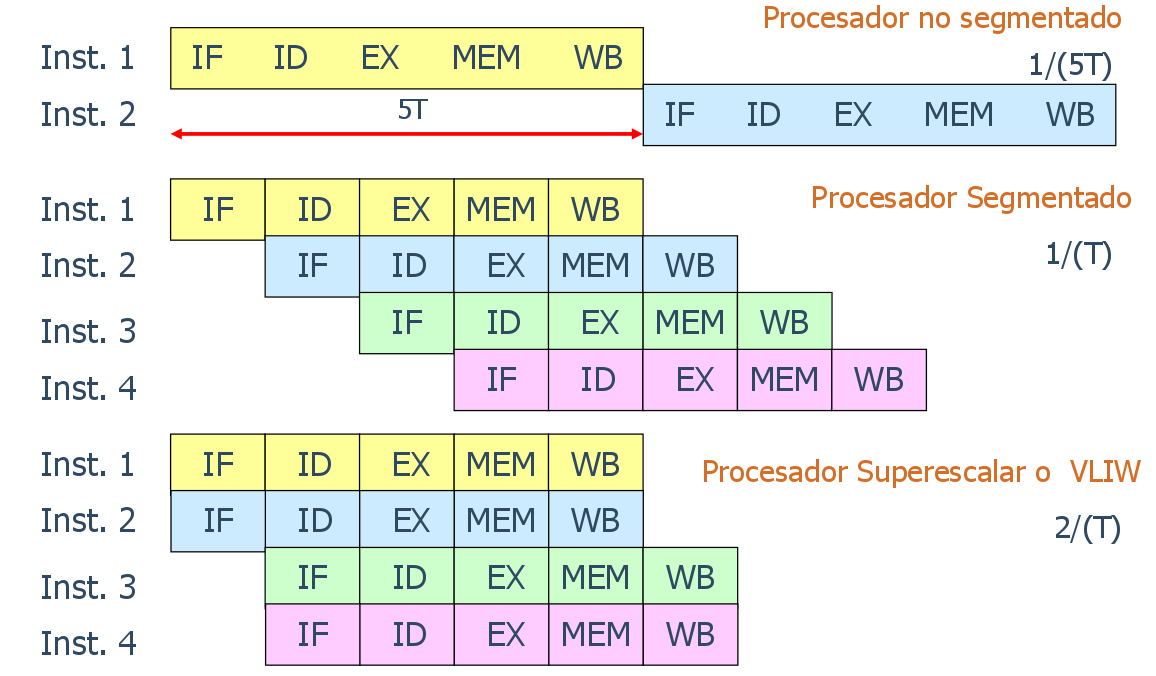 Procesador no segmentado
Inst. 1 IF ID EX MEM WB 1/(5T)
Inst. 2 5T IF ID EX MEM WB
Inst. 1 IF ID EX MEM WB Procesador Segmentado
Inst. 2 IF ID EX MEM WB 1/(T)
Inst. 3 IF ID EX MEM WB
Inst. 4 IF ID EX MEM WB
Inst. 1 IF ID EX MEM WB Procesador Superescalar o VLIW
Inst. 2 IF ID EX MEM WB 2/(T)
Inst. 3 IF ID EX MEM WB
Inst. 4 IF ID EX MEM WB